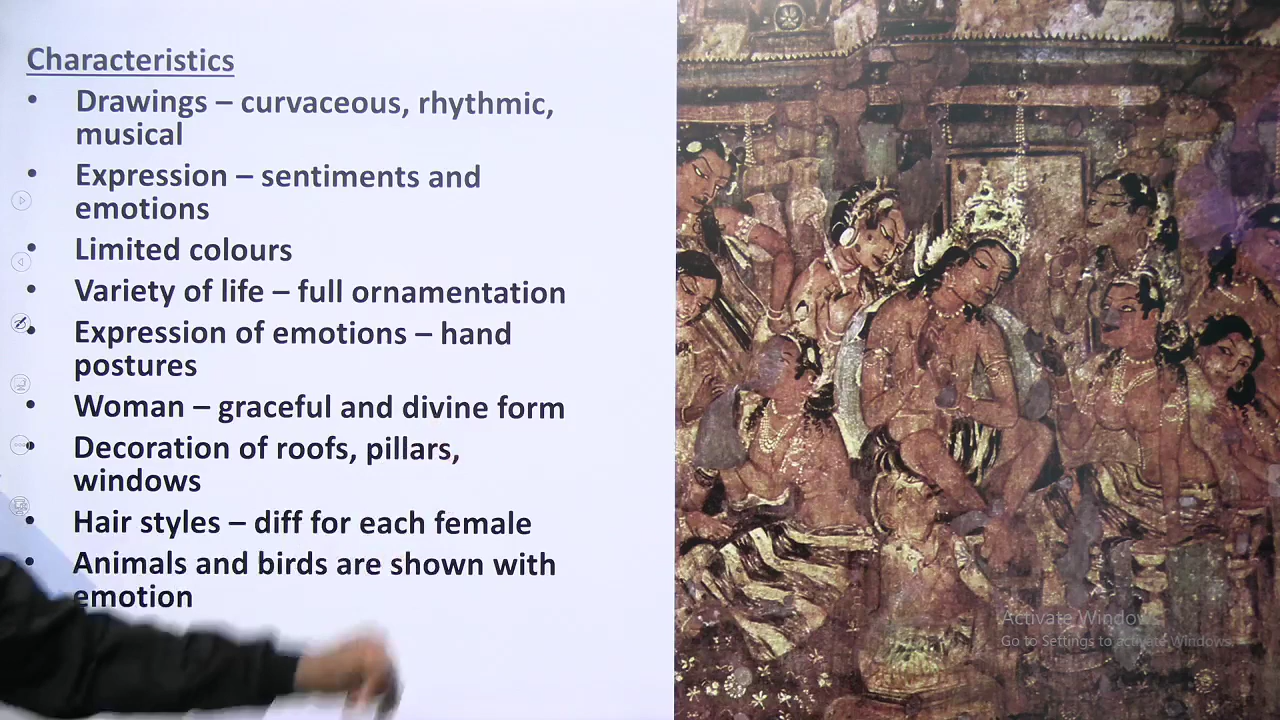 Characteristics
• Drawings – curvaceous, rhythmic,
musical
• Expression – sentiments and
emotions
• Limited colours
• Variety of life – full ornamentation
• Expression of emotions – hand
postures
• Woman – graceful and divine form
• Decoration of roofs, pillars,
windows
• Hair styles – diff for each female
• Animals and birds are shown with
emotion
Activate Windows
Go to Settings to activate Windows.